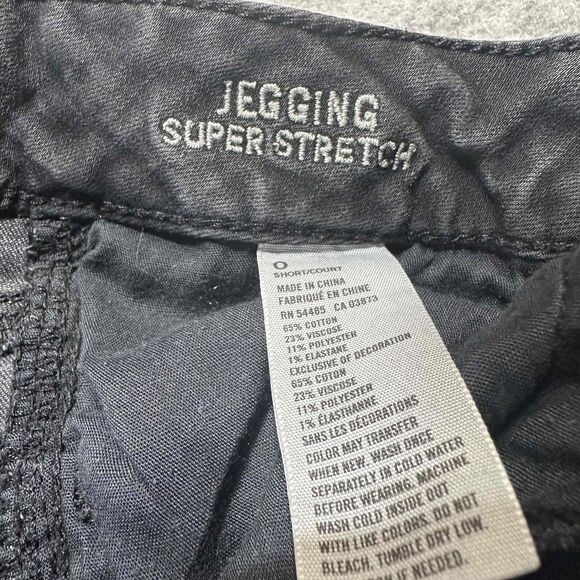 JEGGING
SUPER STRETCH
0
SHORT/COURT
MADE IN CHINA
FABRIQUÉ EN CHINE
RN 54485 CA 03873
65% COTTON
23% VISCOSE
11% POLYESTER
1% ELASTANE
EXCLUSIVE OF DECORATION
65% COTON
23% VISCOSE
11% POLYESTER
1% ÉLASTHANNE
SANS LES DÉCORATIONS
COLOR MAY TRANSFER
WHEN NEW. WASH ONCE
SEPARATELY IN COLD WATER
BEFORE WEARING. MACHINE
WASH COLD INSIDE OUT
WITH LIKE COLORS. DO NOT
BLEACH. TUMBLE DRY LOW.
IF NEEDED.